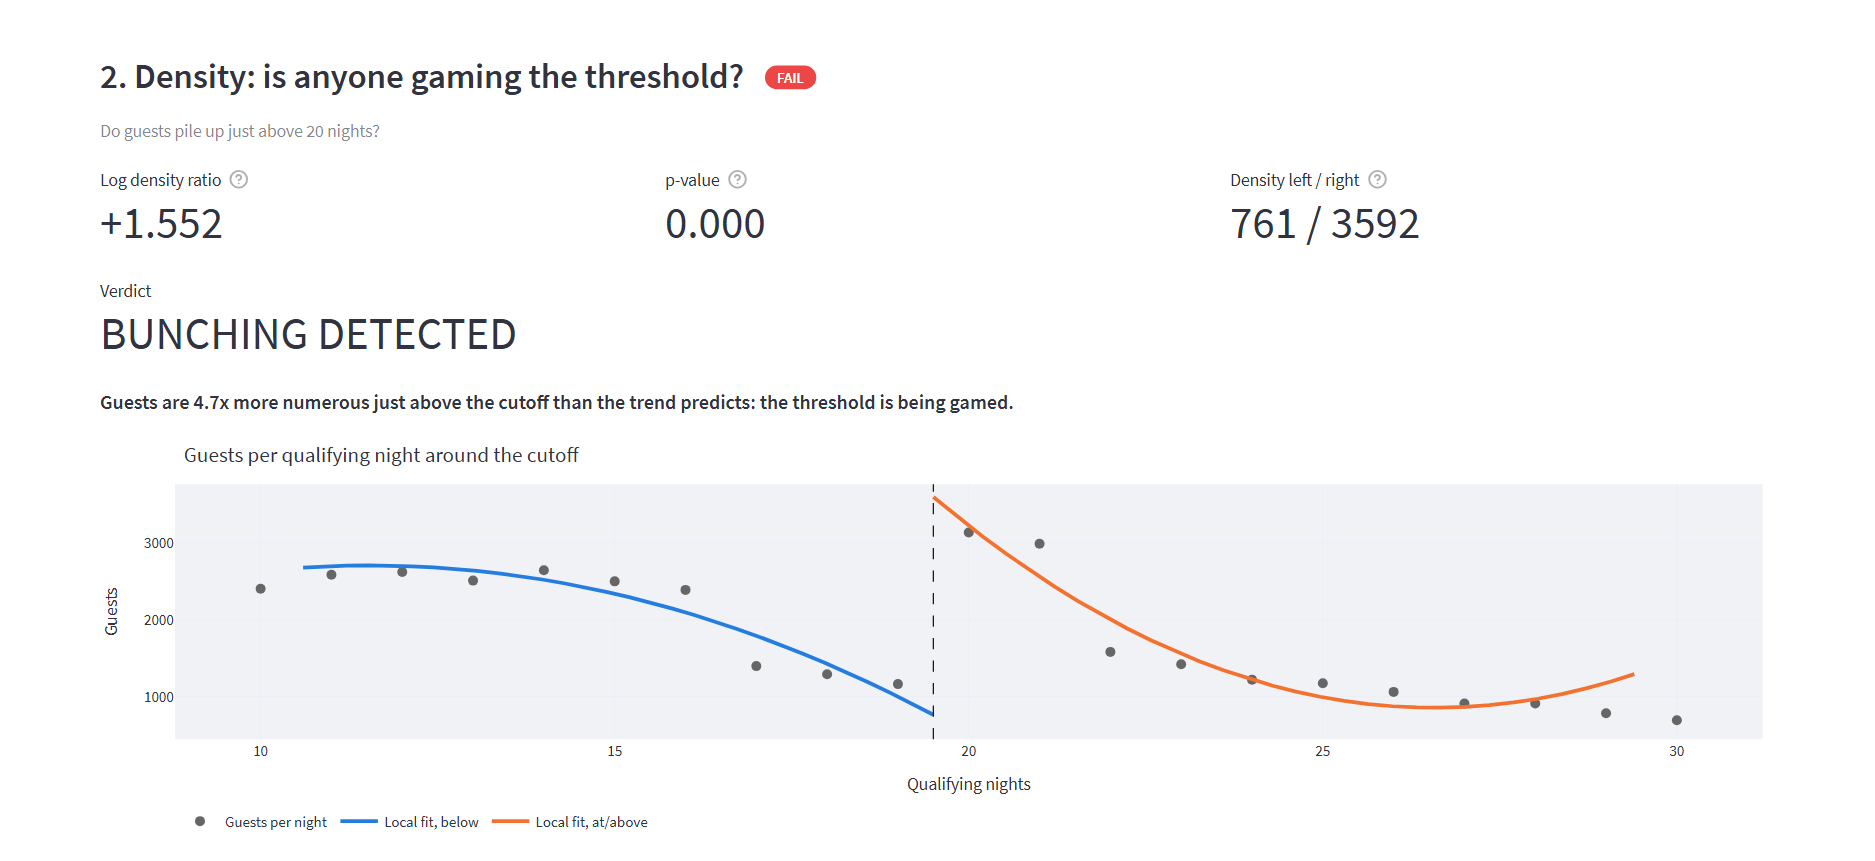 2. Density: is anyone gaming the threshold? FAIL
Do guests pile up just above 20 nights?
Log density ratio ?
+1.552
p-value ?
0.000
Density left / right ?
761 / 3592
Verdict
BUNCHING DETECTED
Guests are 4.7x more numerous just above the cutoff than the trend predicts: the threshold is being gamed.
Guests per qualifying night around the cutoff
Guests
3000
2000
1000
10 15 20 25 30
Qualifying nights
Guests per night Local fit, below Local fit, at/above